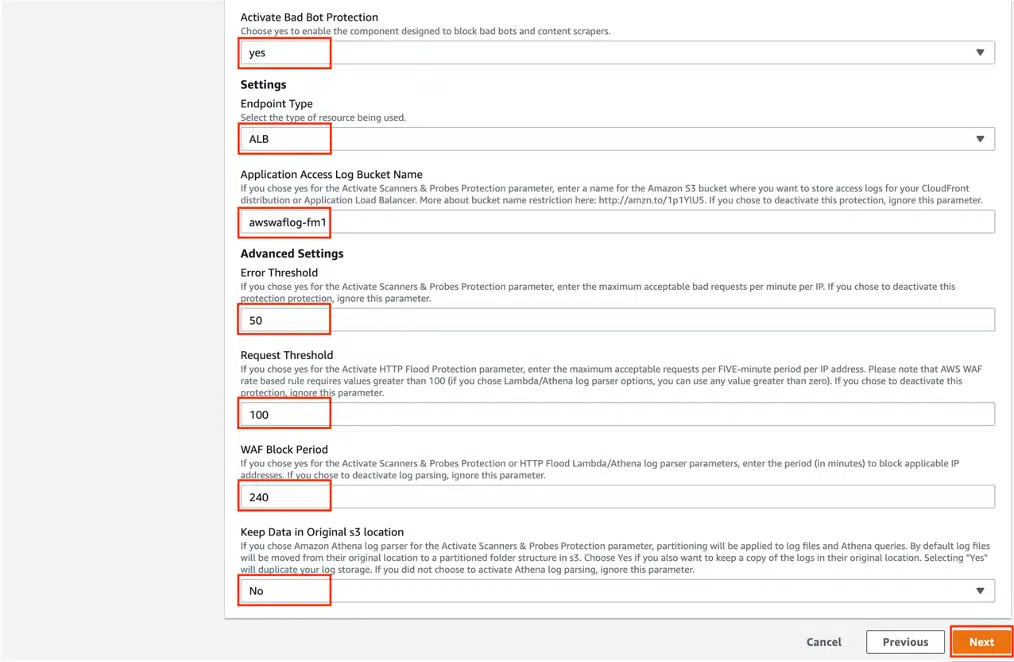 Activate Bad Bot Protection
Choose yes to enable the component designed to block bad bots and content scrapers.
yes
Settings
Endpoint Type
Select the type of resource being used.
ALB
Application Access Log Bucket Name
If you chose yes for the Activate Scanners & Probes Protection parameter, enter a name for the Amazon S3 bucket where you want to store access logs for your CloudFront
distribution or Application Load Balancer. More about bucket name restriction here: http://amzn.to/1p1YIU5. If you chose to deactivate this protection, ignore this parameter.
awswaflog-fm1
Advanced Settings
Error Threshold
If you chose yes for the Activate Scanners & Probes Protection parameter, enter the maximum acceptable bad requests per minute per IP. If you chose to deactivate this
protection protection, ignore this parameter.
50
Request Threshold
If you chose yes for the Activate HTTP Flood Protection parameter, enter the maximum acceptable requests per FIVE-minute period per IP address. Please note that AWS WAF
rate based rule requires values greater than 100 (if you chose Lambda/Athena log parser options, you can use any value greater than zero). If you chose to deactivate this
protection, ignore this parameter.
100
WAF Block Period
If you chose yes for the Activate Scanners & Probes Protection or HTTP Flood Lambda/Athena log parser parameters, enter the period (in minutes) to block applicable IP
addresses. If you chose to deactivate log parsing, ignore this parameter.
240
Keep Data in Original s3 location
If you chose Amazon Athena log parser for the Activate Scanners & Probes Protection parameter, partitioning will be applied to log files and Athena queries. By default log files
will be moved from their original location to a partitioned folder structure in s3. Choose Yes if you also want to keep a copy of the logs in their original location. Selecting "Yes"
will duplicate your log storage. If you did not choose to activate Athena log parsing, ignore this parameter.
No
Cancel
Previous
Next